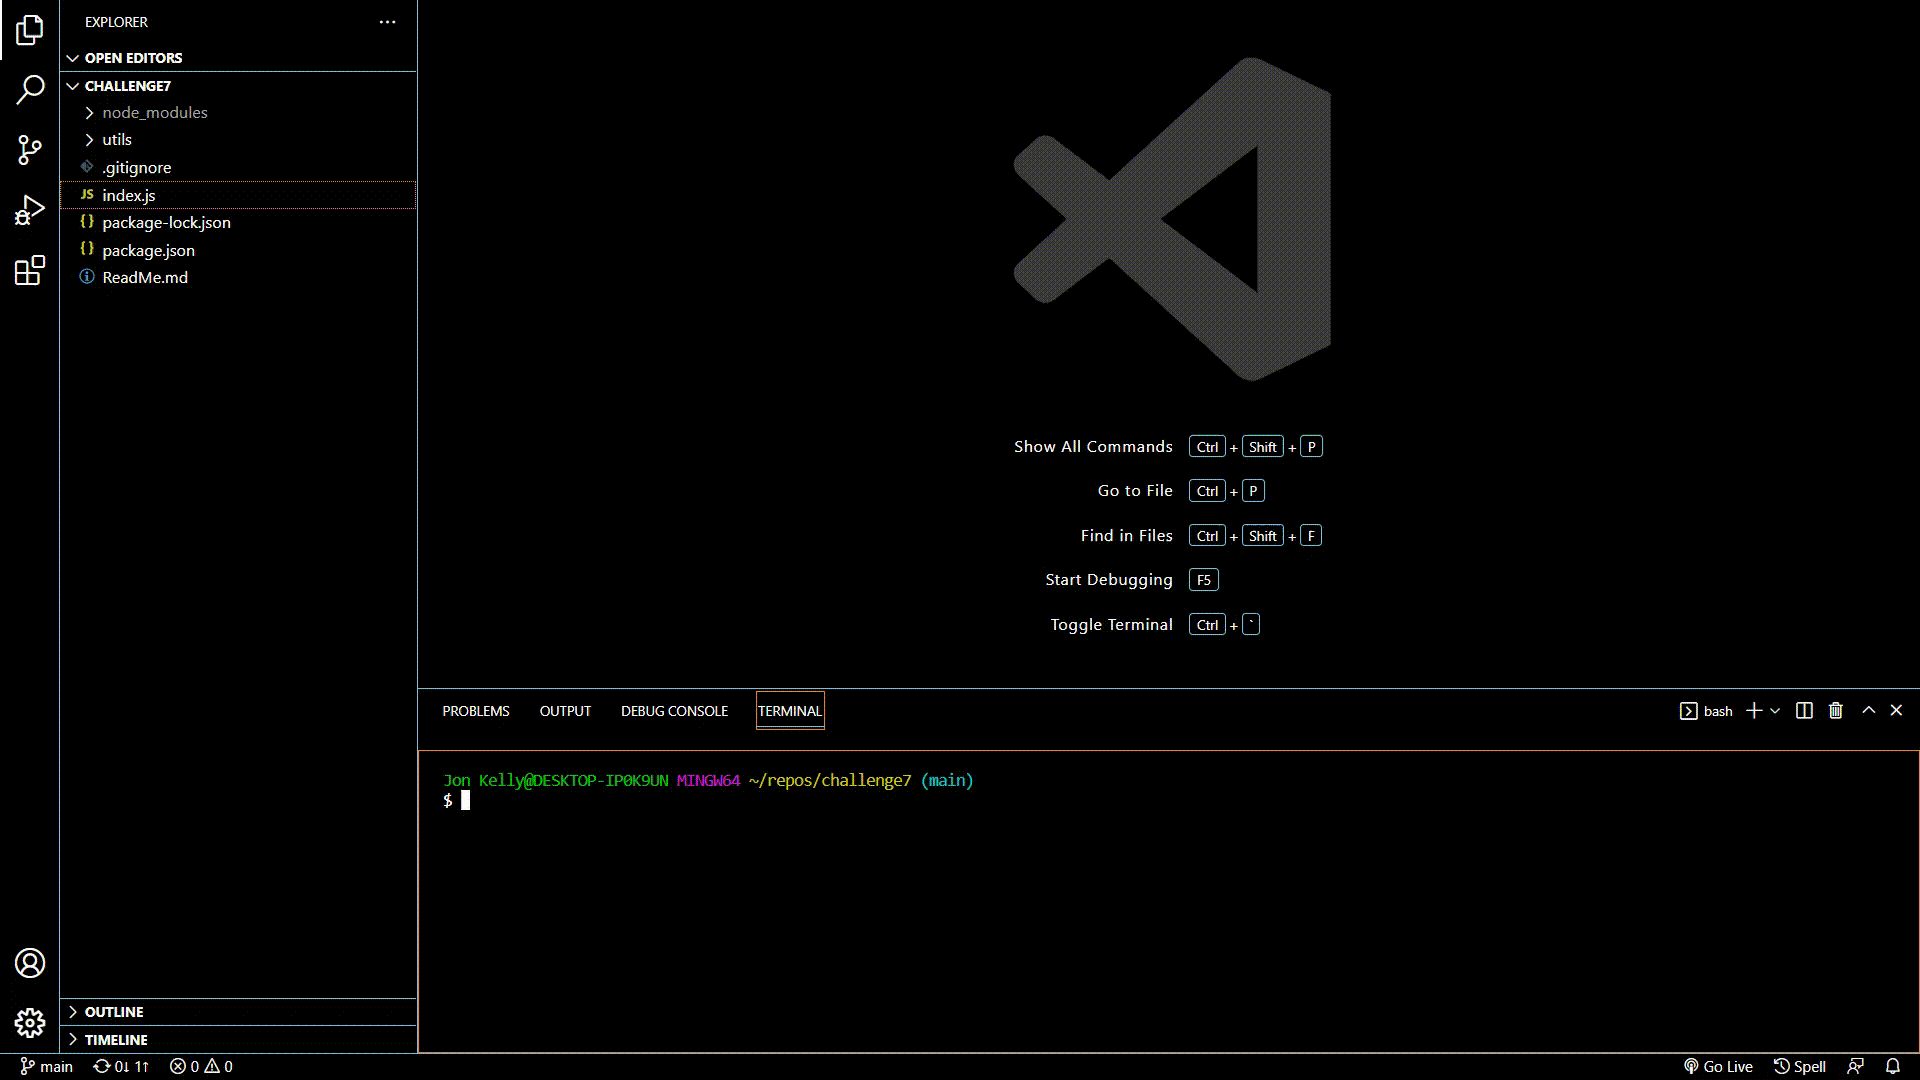 EXPLORER
OPEN EDITORS
CHALLENGE7
node_modules
utils
.gitignore
JS index.js
{} package-lock.json
{} package.json
ReadMe.md
OUTLINE
TIMELINE
Show All Commands Ctrl + Shift + P
Go to File Ctrl + P
Find in Files Ctrl + Shift + F
Start Debugging F5
Toggle Terminal Ctrl + `
PROBLEMS OUTPUT DEBUG CONSOLE TERMINAL bash
Jon Kelly@DESKTOP-IP0K9UN MINGW64 ~/repos/challenge7 (main)
$
main 0↓ 1↑ 0 0 Go Live Spell